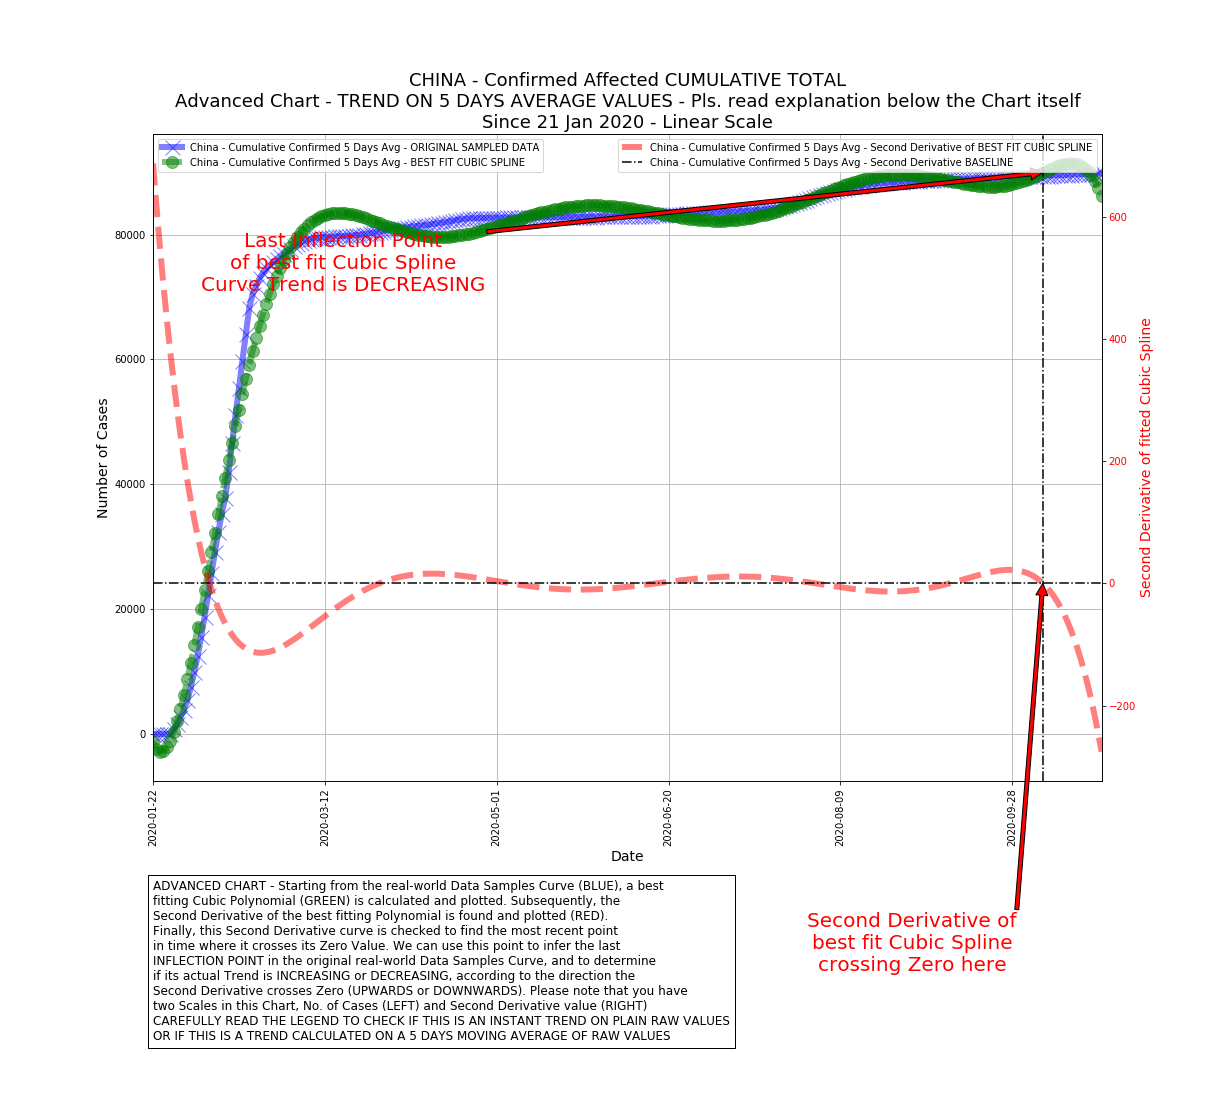 CHINA - Confirmed Affected CUMULATIVE TOTAL
Advanced Chart - TREND ON 5 DAYS AVERAGE VALUES - Pls. read explanation below the Chart itself
Since 21 Jan 2020 - Linear Scale
China - Cumulative Confirmed 5 Days Avg - ORIGINAL SAMPLED DATA
China - Cumulative Confirmed 5 Days Avg - BEST FIT CUBIC SPLINE
China - Cumulative Confirmed 5 Days Avg - Second Derivative of BEST FIT CUBIC SPLINE
China - Cumulative Confirmed 5 Days Avg - Second Derivative BASELINE
Last Inflection Point
of best fit Cubic Spline
Curve Trend is DECREASING
Number of Cases
80000
60000
40000
20000
0
600
400
200
0
−200
Second Derivative of fitted Cubic Spline
2020-01-22
2020-03-12
2020-05-01
2020-06-20
2020-08-09
2020-09-28
Date
Second Derivative of
best fit Cubic Spline
crossing Zero here
ADVANCED CHART - Starting from the real-world Data Samples Curve (BLUE), a best
fitting Cubic Polynomial (GREEN) is calculated and plotted. Subsequently, the
Second Derivative of the best fitting Polynomial is found and plotted (RED).
Finally, this Second Derivative curve is checked to find the most recent point
in time where it crosses its Zero Value. We can use this point to infer the last
INFLECTION POINT in the original real-world Data Samples Curve, and to determine
if its actual Trend is INCREASING or DECREASING, according to the direction the
Second Derivative crosses Zero (UPWARDS or DOWNWARDS). Please note that you have
two Scales in this Chart, No. of Cases (LEFT) and Second Derivative value (RIGHT)
CAREFULLY READ THE LEGEND TO CHECK IF THIS IS AN INSTANT TREND ON PLAIN RAW VALUES
OR IF THIS IS A TREND CALCULATED ON A 5 DAYS MOVING AVERAGE OF RAW VALUES